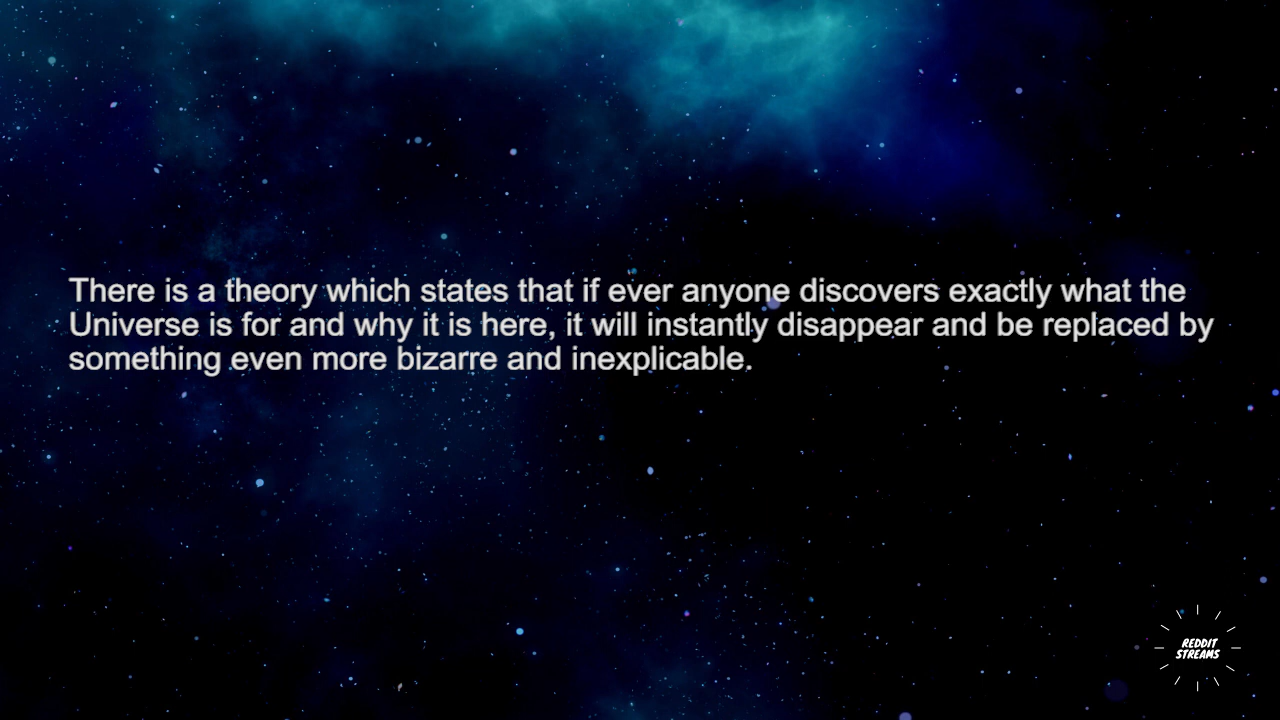 There is a theory which states that if ever anyone discovers exactly what the
Universe is for and why it is here, it will instantly disappear and be replaced by
something even more bizarre and inexplicable.
REDDIT
STREAMS